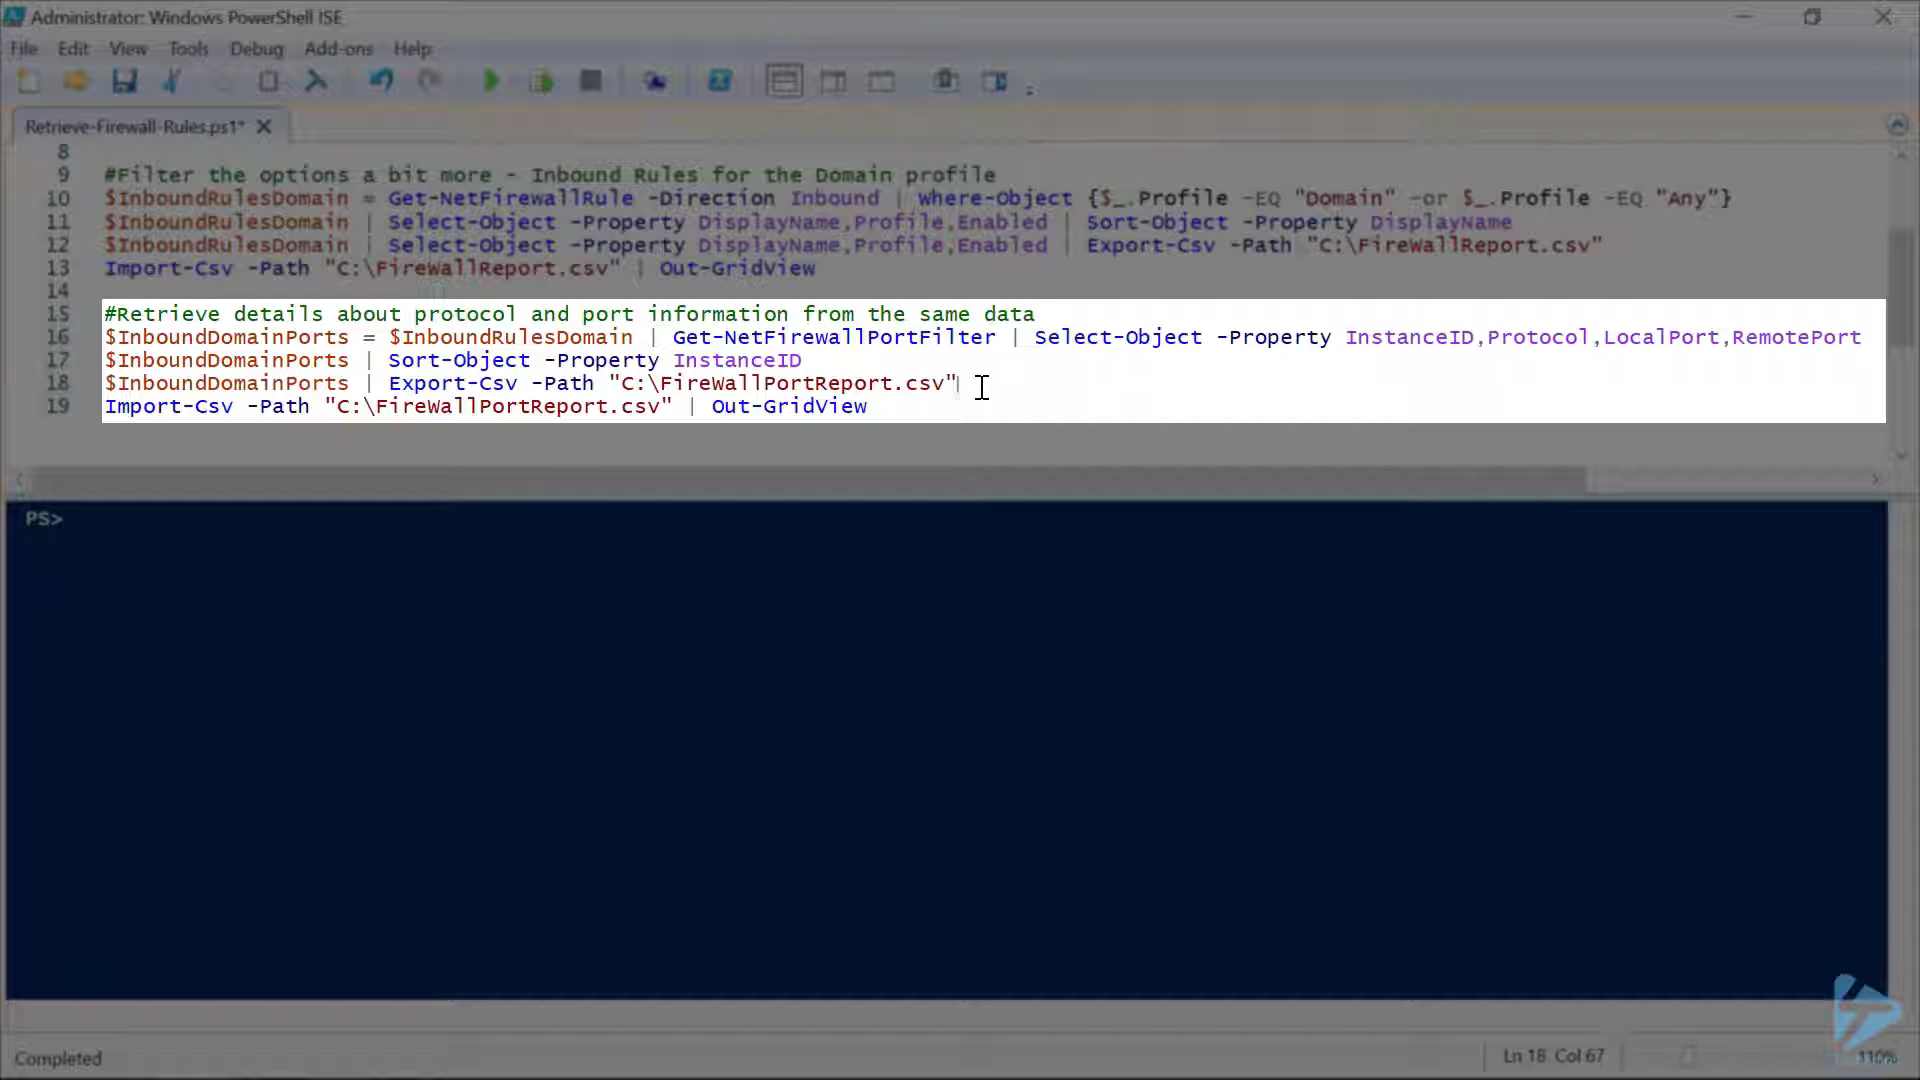 Administrator: Windows PowerShell ISE
File Edit View Tools Debug Add-ons Help
Retrieve-Firewall-Rules.ps1*
8
9 #Filter the options a bit more - Inbound Rules for the Domain profile
10 $InboundRulesDomain = Get-NetFirewallRule -Direction Inbound | where-Object {$_.Profile -EQ "Domain" -or $_.Profile -EQ "Any"}
11 $InboundRulesDomain | Select-Object -Property DisplayName,Profile,Enabled | Sort-Object -Property DisplayName
12 $InboundRulesDomain | Select-Object -Property DisplayName,Profile,Enabled | Export-Csv -Path "C:\FireWallReport.csv"
13 Import-Csv -Path "C:\FireWallReport.csv" | Out-GridView
14
15 #Retrieve details about protocol and port information from the same data
16 $InboundDomainPorts = $InboundRulesDomain | Get-NetFirewallPortFilter | Select-Object -Property InstanceID,Protocol,LocalPort,RemotePort
17 $InboundDomainPorts | Sort-Object -Property InstanceID
18 $InboundDomainPorts | Export-Csv -Path "C:\FireWallPortReport.csv"
19 Import-Csv -Path "C:\FireWallPortReport.csv" | Out-GridView
PS>
Completed
Ln 18 Col 67
110%